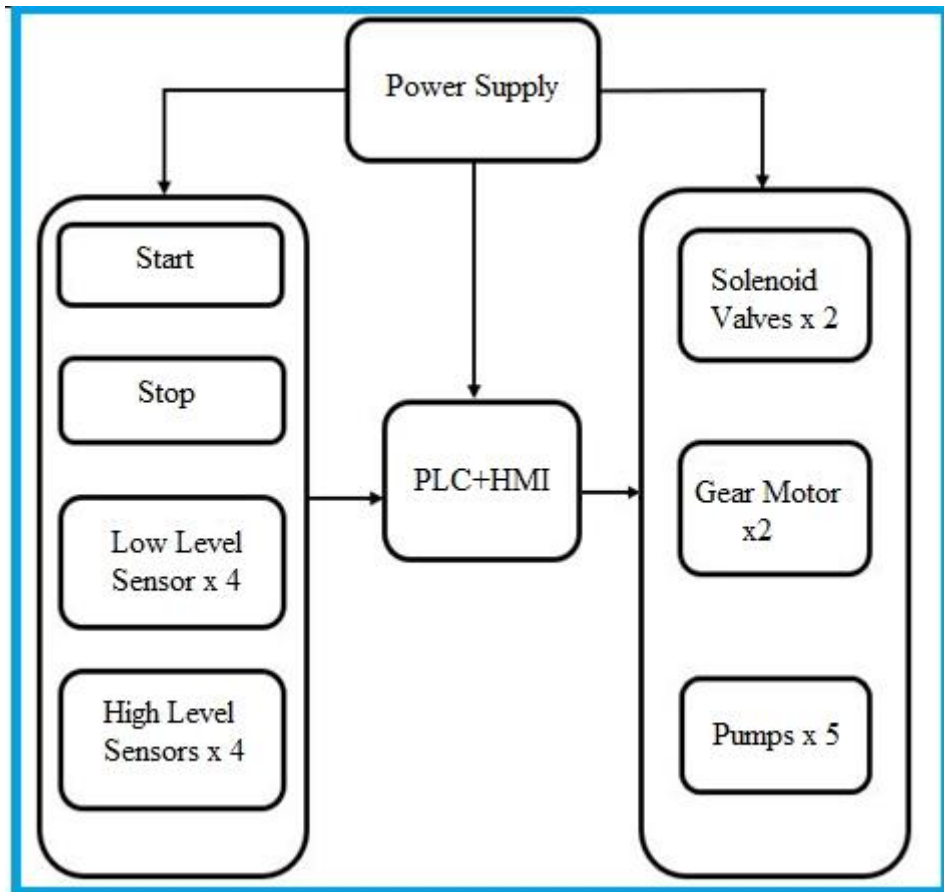 Power Supply
Start
Stop
Low Level
Sensor x 4
High Level
Sensors x 4
PLC+HMI
Solenoid
Valves x 2
Gear Motor
x2
Pumps x 5